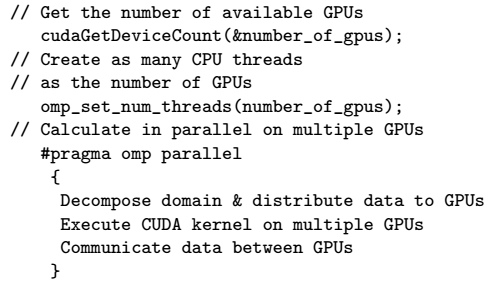 // Get the number of available GPUs
cudaGetDeviceCount(&number_of_gpus);
// Create as many CPU threads
// as the number of GPUs
omp_set_num_threads(number_of_gpus);
// Calculate in parallel on multiple GPUs
#pragma omp parallel
{
Decompose domain & distribute data to GPUs
Execute CUDA kernel on multiple GPUs
Communicate data between GPUs
}